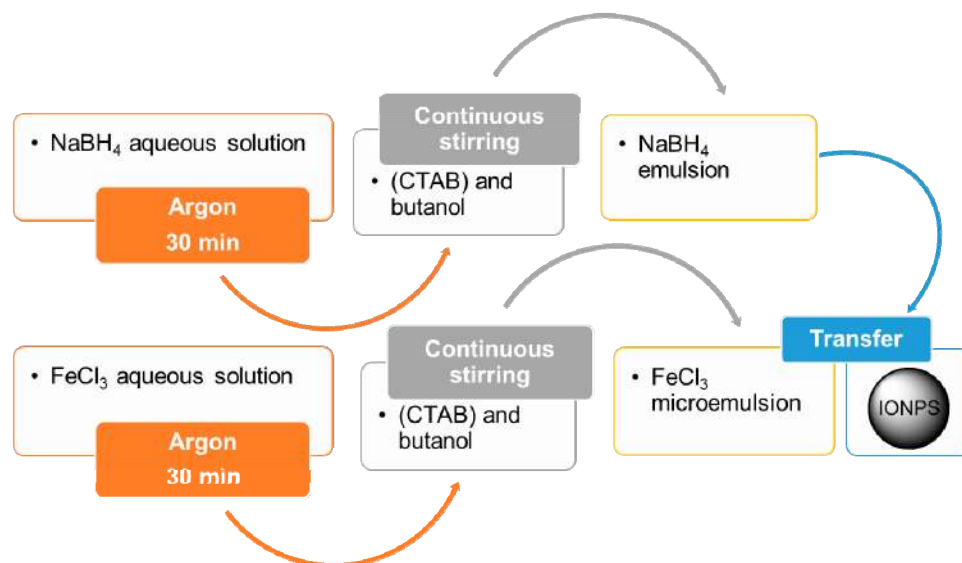 • NaBH₄ aqueous solution
Argon
30 min
Continuous
stirring
• (CTAB) and
butanol
• NaBH₄
emulsion
• FeCl₃ aqueous solution
Argon
30 min
Continuous
stirring
• (CTAB) and
butanol
• FeCl₃
microemulsion
Transfer
IONPS